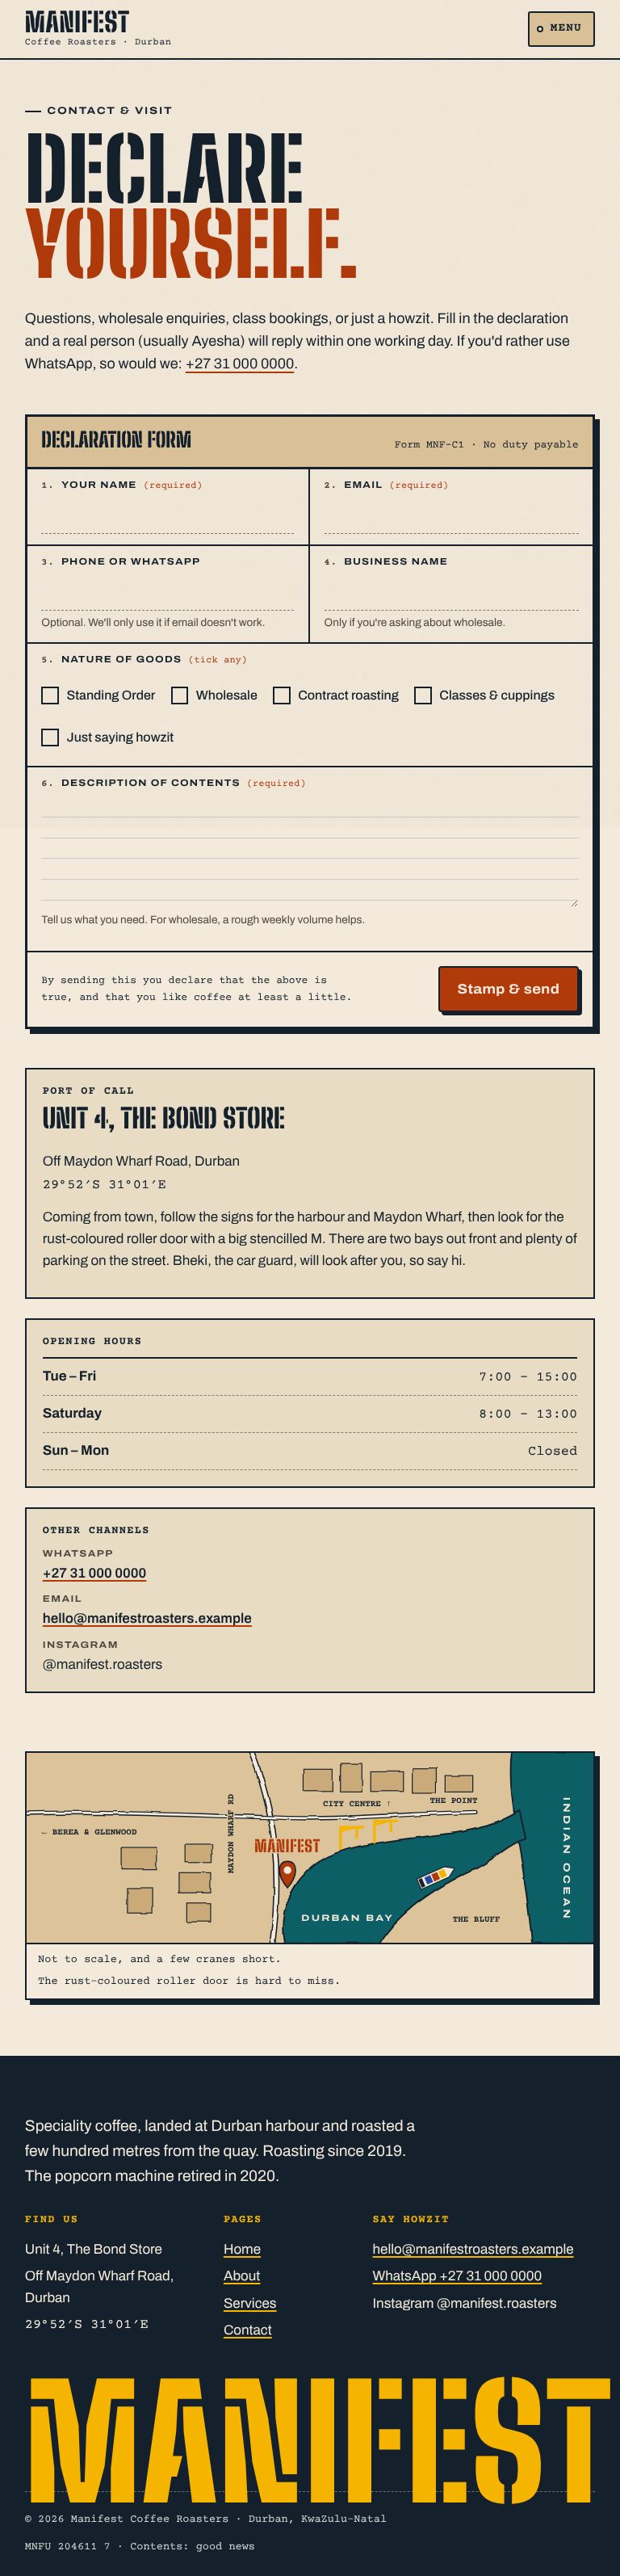 MANIFEST
Coffee Roasters · Durban
MENU
CONTACT & VISIT
DECLARE
YOURSELF.
Questions, wholesale enquiries, class bookings, or just a howzit. Fill in the declaration
and a real person (usually Ayesha) will reply within one working day. If you'd rather use
WhatsApp, so would we: +27 31 000 0000.
DECLARATION FORM
Form MNF-C1 · No duty payable
1. YOUR NAME (required)
2. EMAIL (required)
3. PHONE OR WHATSAPP
Optional. We'll only use it if email doesn't work.
4. BUSINESS NAME
Only if you're asking about wholesale.
5. NATURE OF GOODS (tick any)
Standing Order
Wholesale
Contract roasting
Classes & cuppings
Just saying howzit
6. DESCRIPTION OF CONTENTS (required)
Tell us what you need. For wholesale, a rough weekly volume helps.
By sending this you declare that the above is
true, and that you like coffee at least a little.
Stamp & send
PORT OF CALL
UNIT 4, THE BOND STORE
Off Maydon Wharf Road, Durban
29°52′S 31°01′E
Coming from town, follow the signs for the harbour and Maydon Wharf, then look for the
rust-coloured roller door with a big stencilled M. There are two bays out front and plenty of
parking on the street. Bheki, the car guard, will look after you, so say hi.
OPENING HOURS
Tue – Fri 7:00 – 15:00
Saturday 8:00 – 13:00
Sun – Mon Closed
OTHER CHANNELS
WHATSAPP
+27 31 000 0000
EMAIL
hello@manifestroasters.example
INSTAGRAM
@manifest.roasters
CITY CENTRE ↑
THE POINT
← BEREA & GLENWOOD
MAYDON WHARF RD
MANIFEST
DURBAN BAY
THE BLUFF
INDIAN OCEAN
Not to scale, and a few cranes short.
The rust-coloured roller door is hard to miss.
Speciality coffee, landed at Durban harbour and roasted a
few hundred metres from the quay. Roasting since 2019.
The popcorn machine retired in 2020.
FIND US
Unit 4, The Bond Store
Off Maydon Wharf Road,
Durban
29°52′S 31°01′E
PAGES
Home
About
Services
Contact
SAY HOWZIT
hello@manifestroasters.example
WhatsApp +27 31 000 0000
Instagram @manifest.roasters
MANIFEST
© 2026 Manifest Coffee Roasters · Durban, KwaZulu-Natal
MNFU 204611 7 · Contents: good news